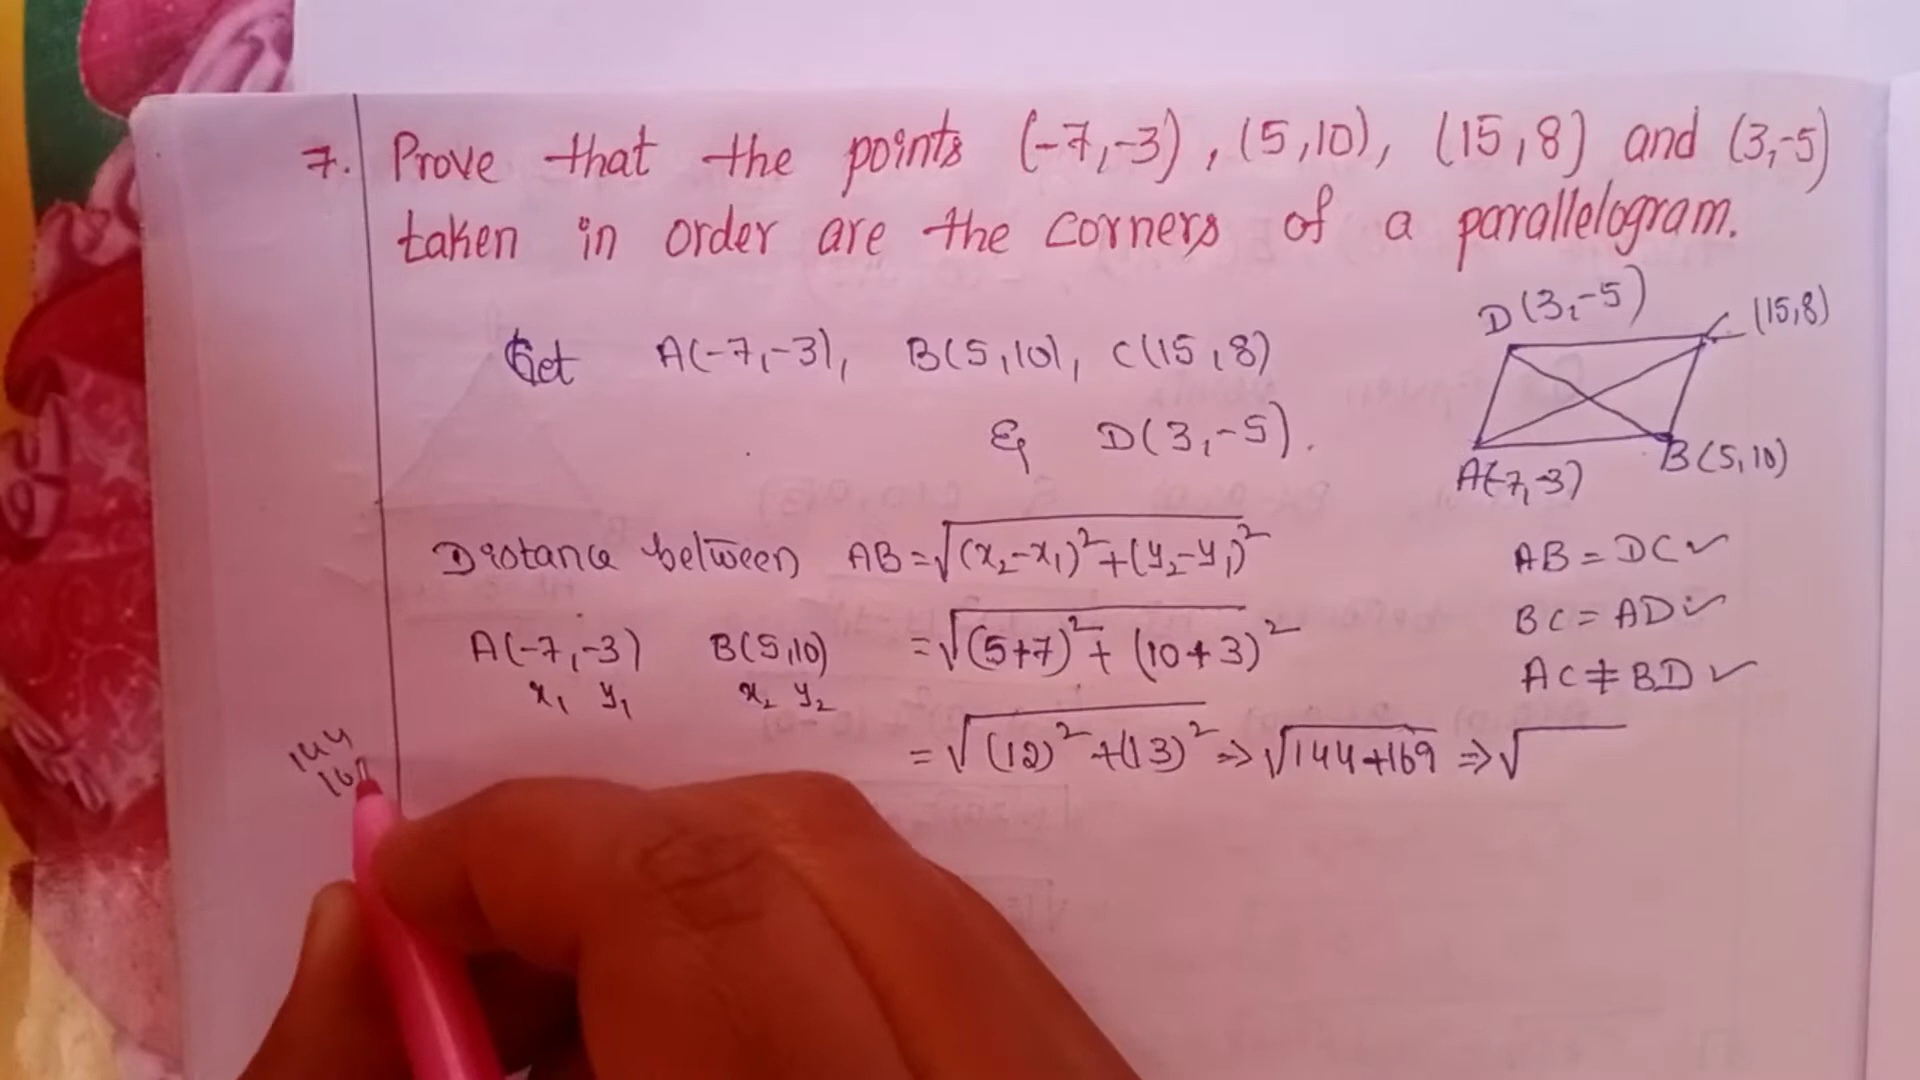 7. Prove that the points (-7,-3), (5,10), (15,8) and (3,-5)
taken in order are the corners of a parallelogram.
Let A(-7,-3), B(5,10), C(15,8)
& D(3,-5).
D(3,-5)
(15,8)
A(-7,-3)
B(5,10)
Distance between AB=√(x₂-x₁)²+(y₂-y₁)²
A(-7,-3) B(5,10) =√(5+7)²+(10+3)²
x₁ y₁ x₂ y₂
=√(12)²+(13)² ⇒ √144+169 ⇒ √
AB = DC ✓
BC = AD ✓
AC ≠ BD ✓
144